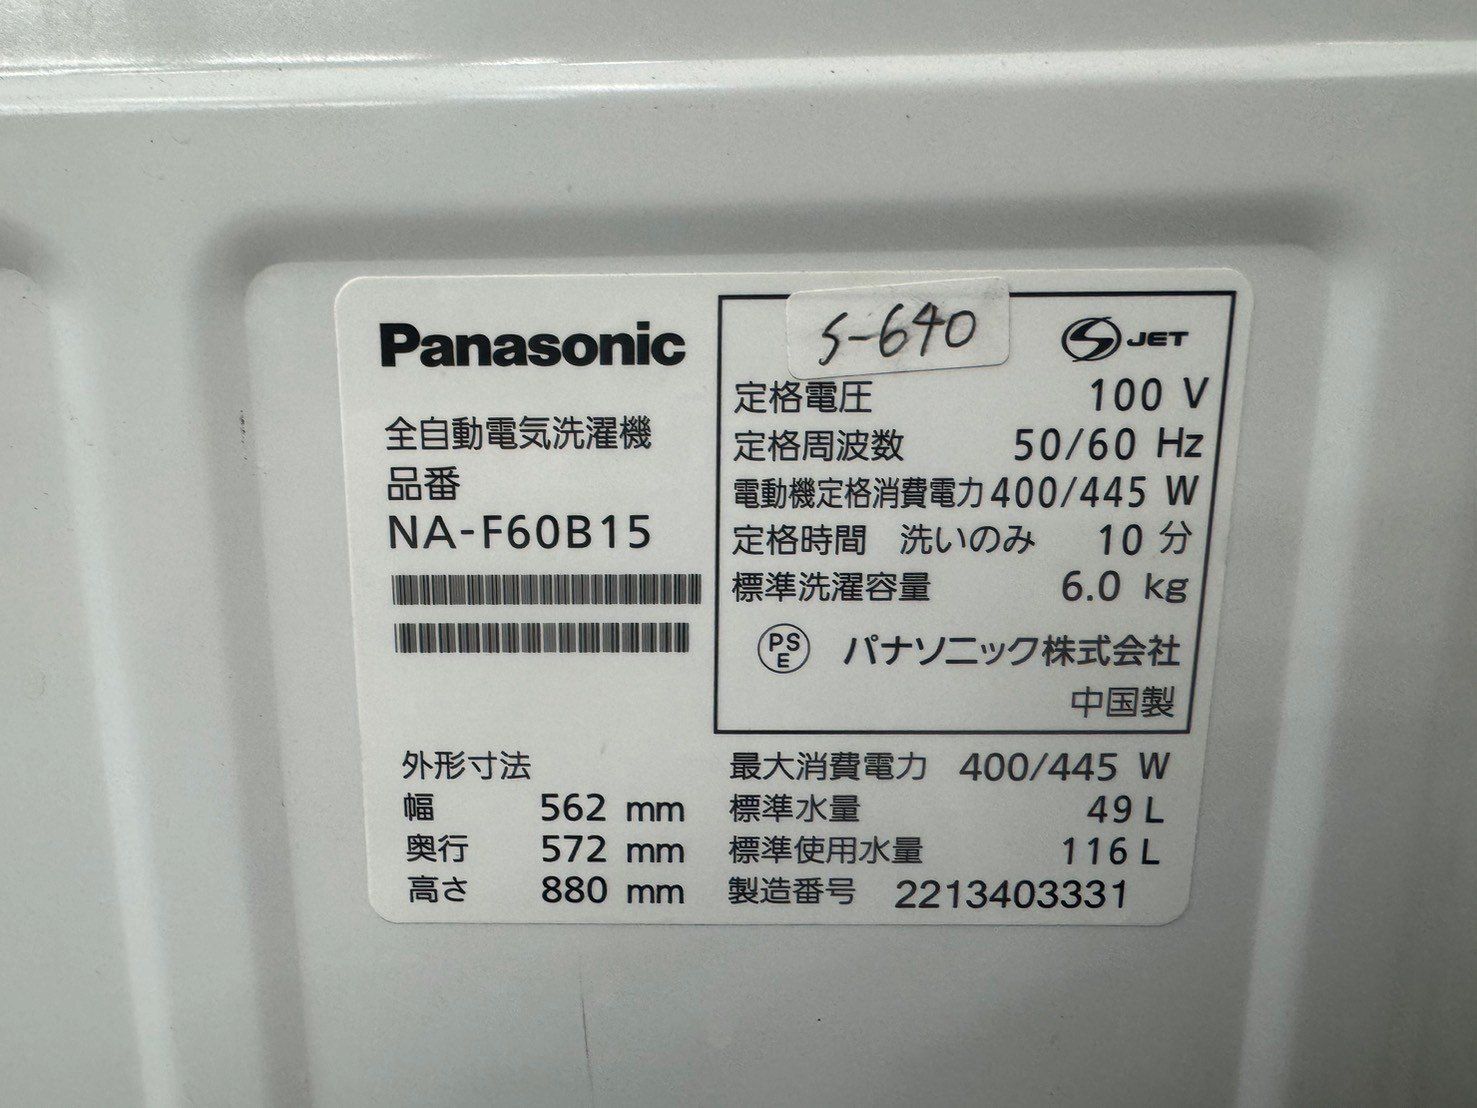 Panasonic
全自動電気洗濯機
品番
NA-F60B15
S-640
JET
定格電圧 100 V
定格周波数 50/60 Hz
電動機定格消費電力 400/445 W
定格時間 洗いのみ 10 分
標準洗濯容量 6.0 kg
PSE パナソニック株式会社
中国製
外形寸法
幅 562 mm
奥行 572 mm
高さ 880 mm
最大消費電力 400/445 W
標準水量 49 L
標準使用水量 116 L
製造番号 2213403331